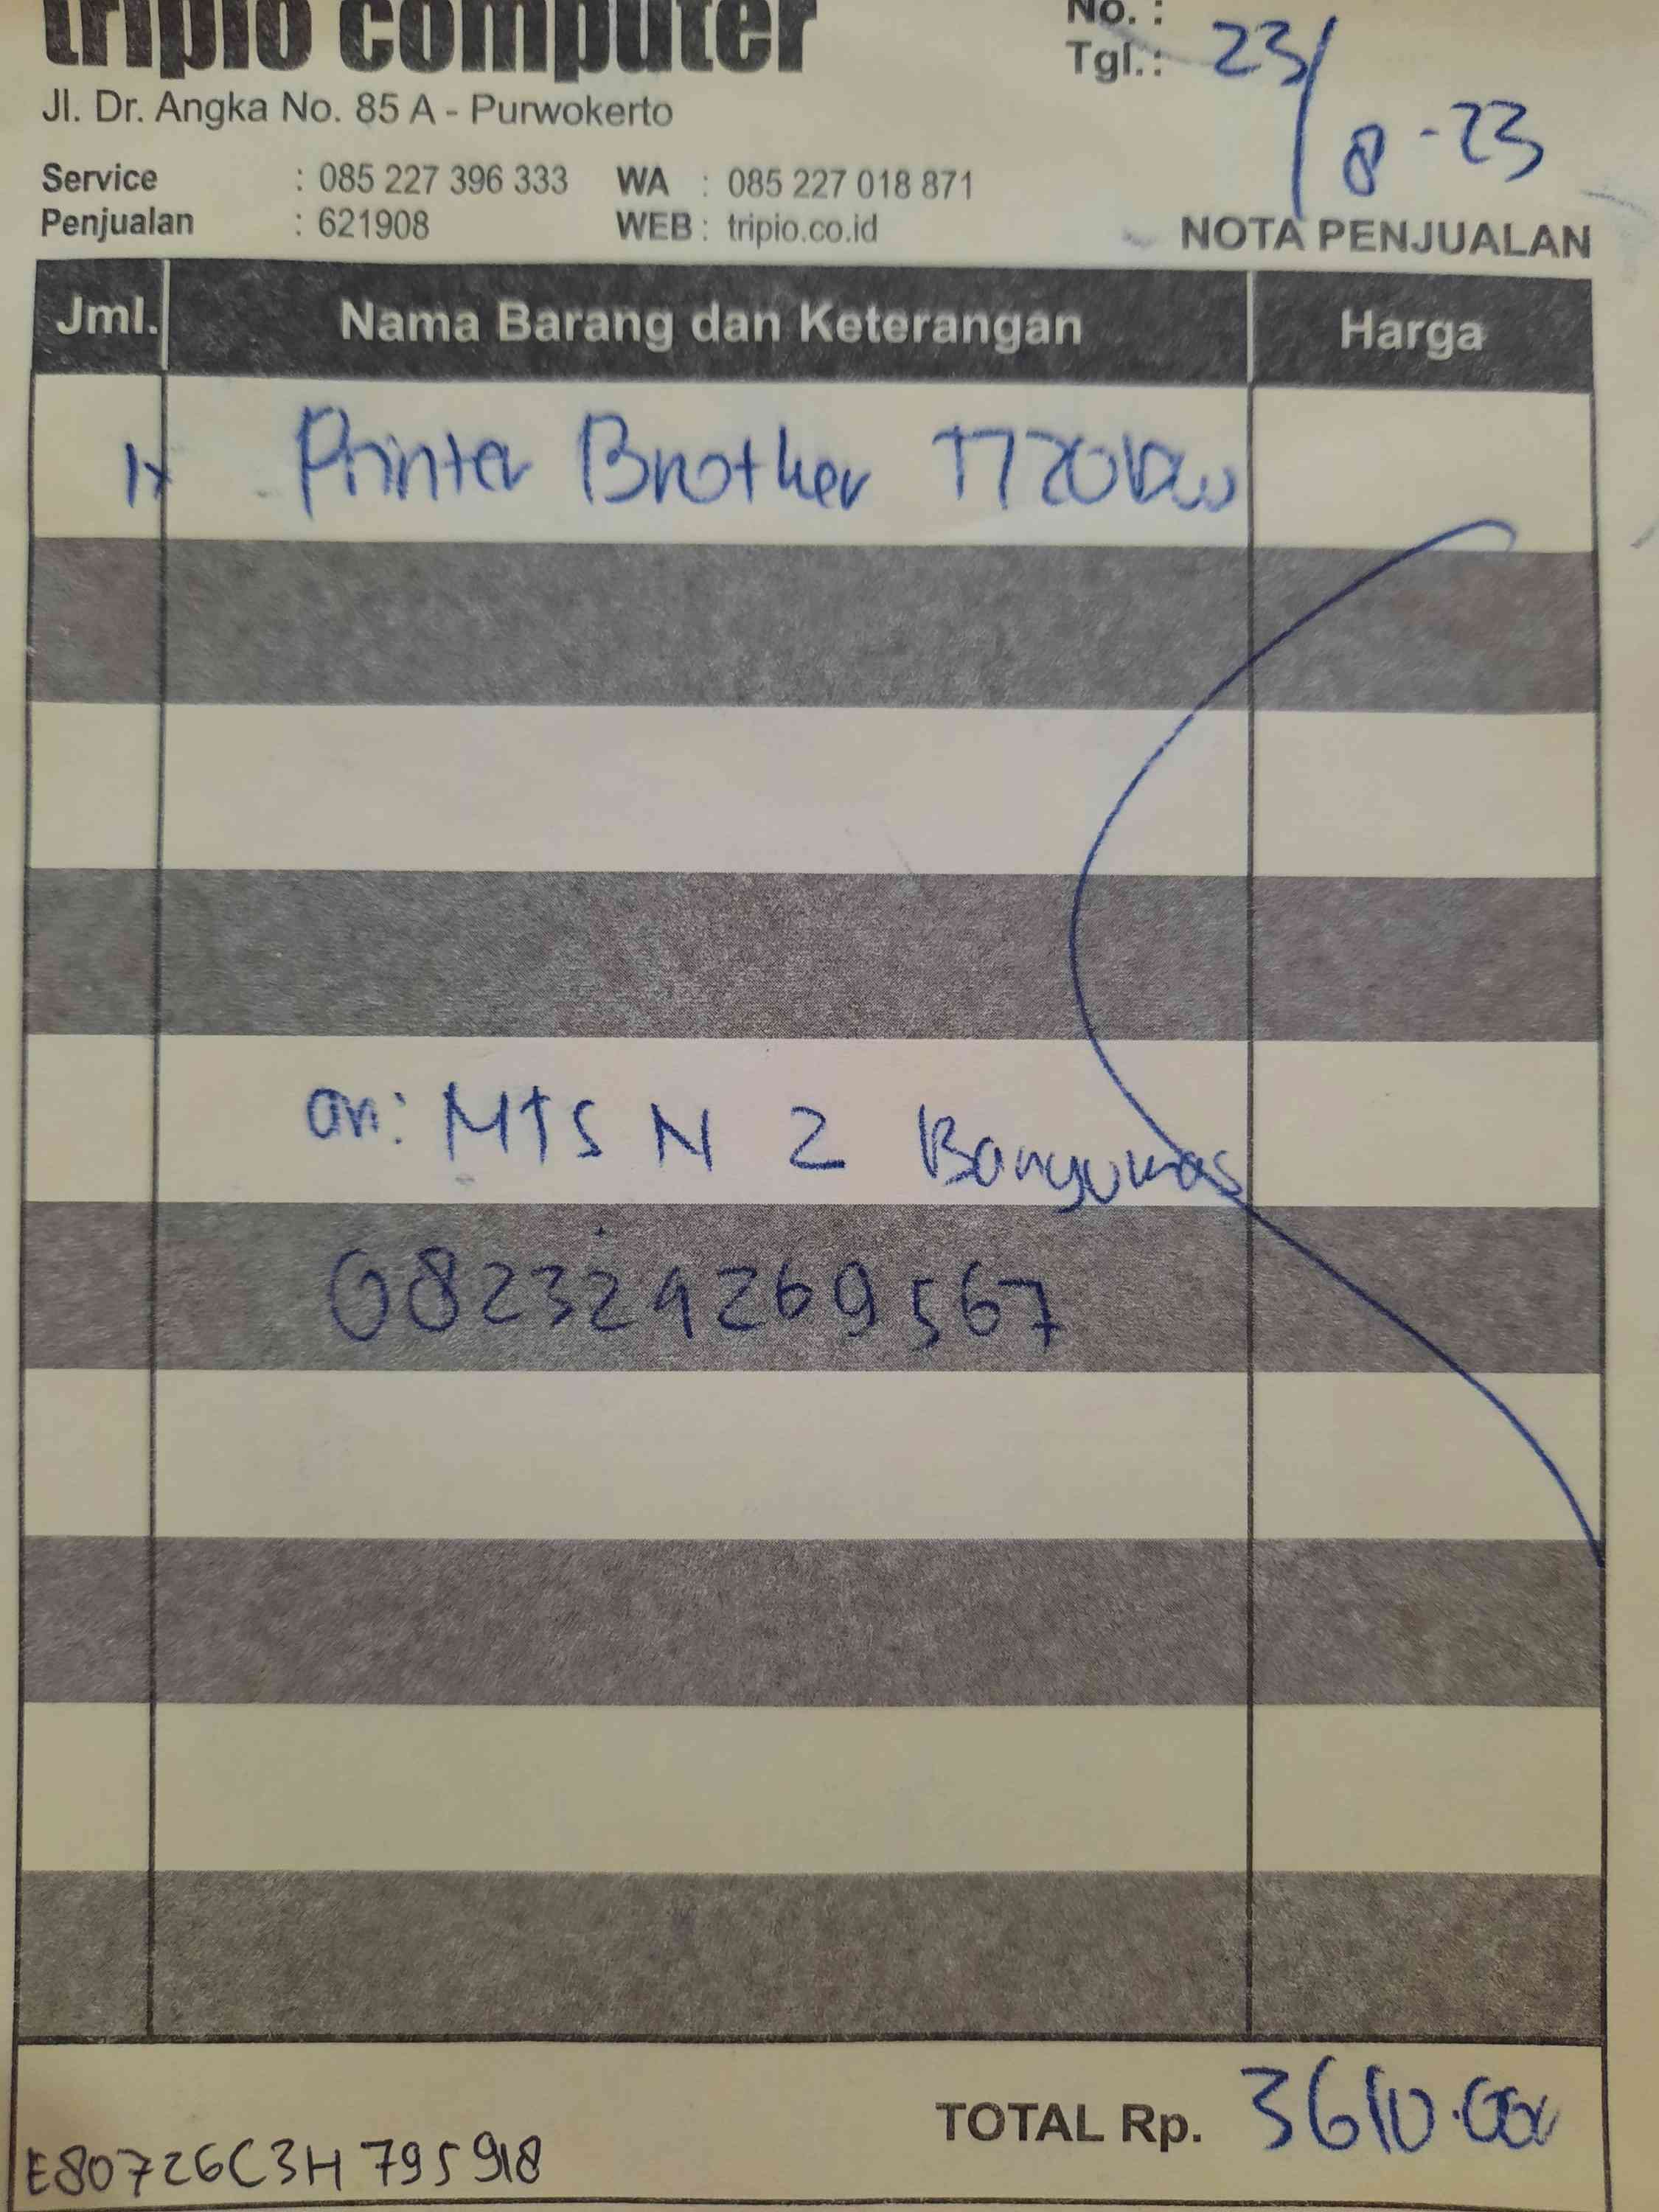 tripio computer
No. :
Tgl. : 23/8-23
Jl. Dr. Angka No. 85 A - Purwokerto
Service : 085 227 396 333 WA : 085 227 018 871
Penjualan : 621908 WEB : tripio.co.id
NOTA PENJUALAN
Jml. Nama Barang dan Keterangan Harga
1x Printer Brother T720DW
an: MTS N 2 Banyumas
082324269567
TOTAL Rp. 3610.000
E80726C3H795918